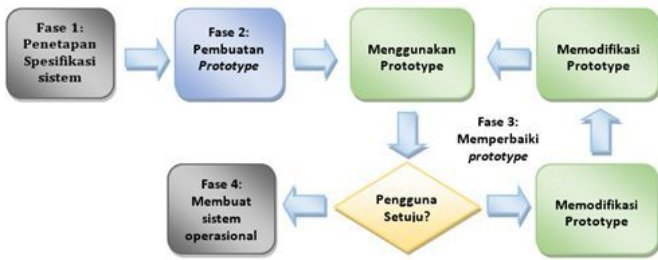 Fase 1:
Penetapan
Spesifikasi
sistem
Fase 2:
Pembuatan
Prototype
Menggunakan
Prototype
Memodifikasi
Prototype
Fase 3:
Memperbaiki
prototype
Fase 4:
Membuat
sistem
operasional
Pengguna
Setuju?
Memodifikasi
Prototype